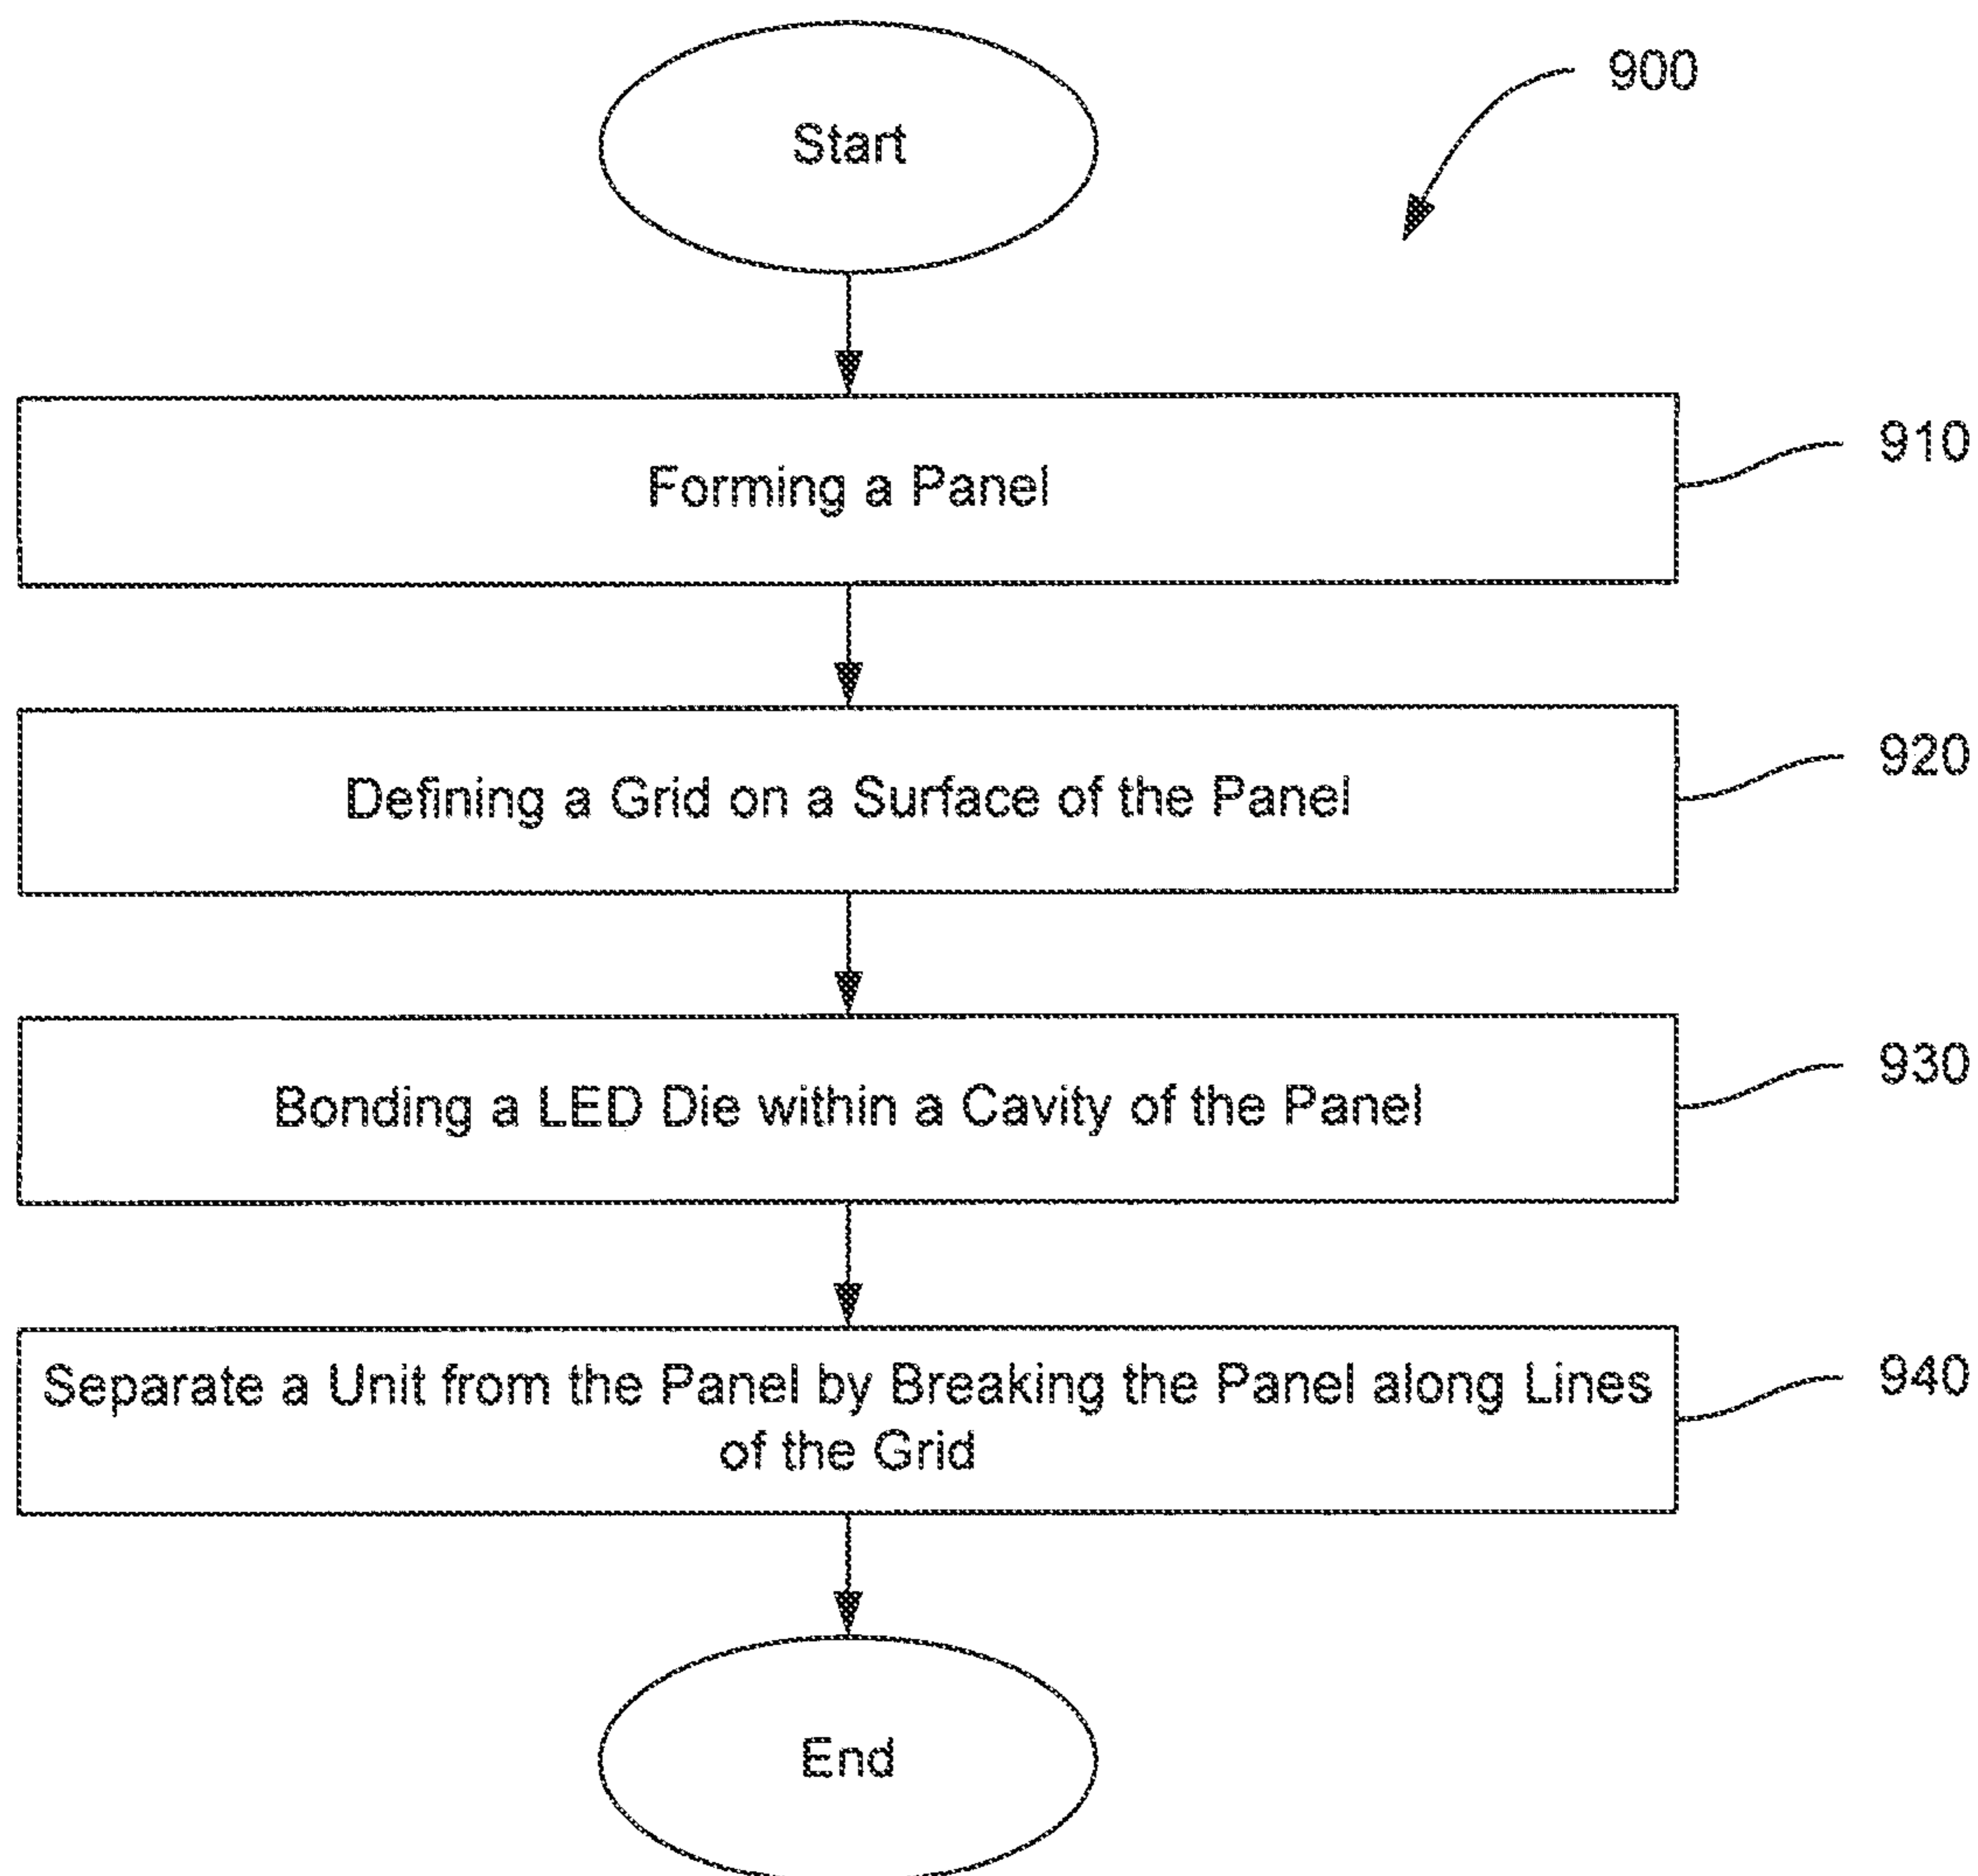 Start
900
Forming a Panel
910
Defining a Grid on a Surface of the Panel
920
Bonding a LED Die within a Cavity of the Panel
930
Separate a Unit from the Panel by Breaking the Panel along Lines
of the Grid
940
End